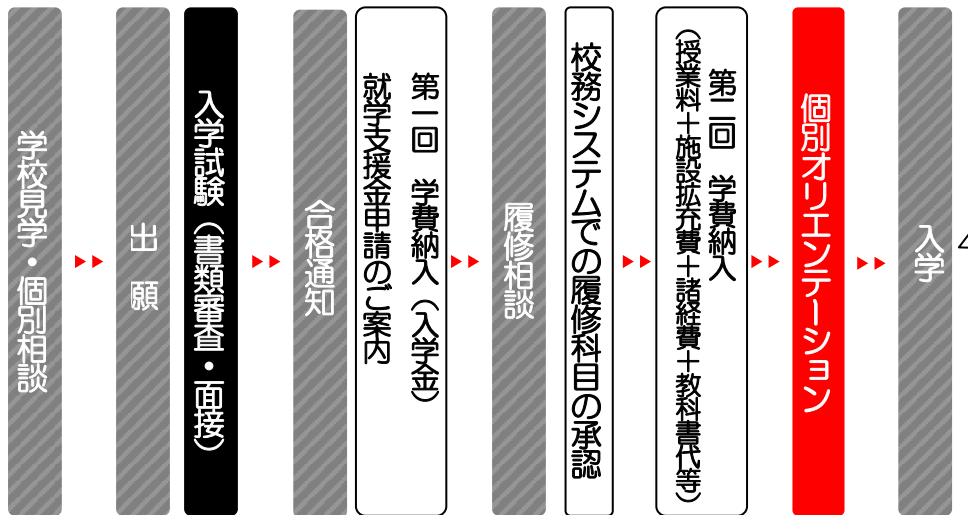 学校見学・個別相談
出願
入学試験（書類審査・面接）
合格通知
第一回　学費納入（入学金）
就学支援金申請のご案内
履修相談
校務システムでの履修科目の承認
第二回　学費納入
（授業料＋施設拡充費＋諸経費＋教科書代等）
個別オリエンテーション
入学